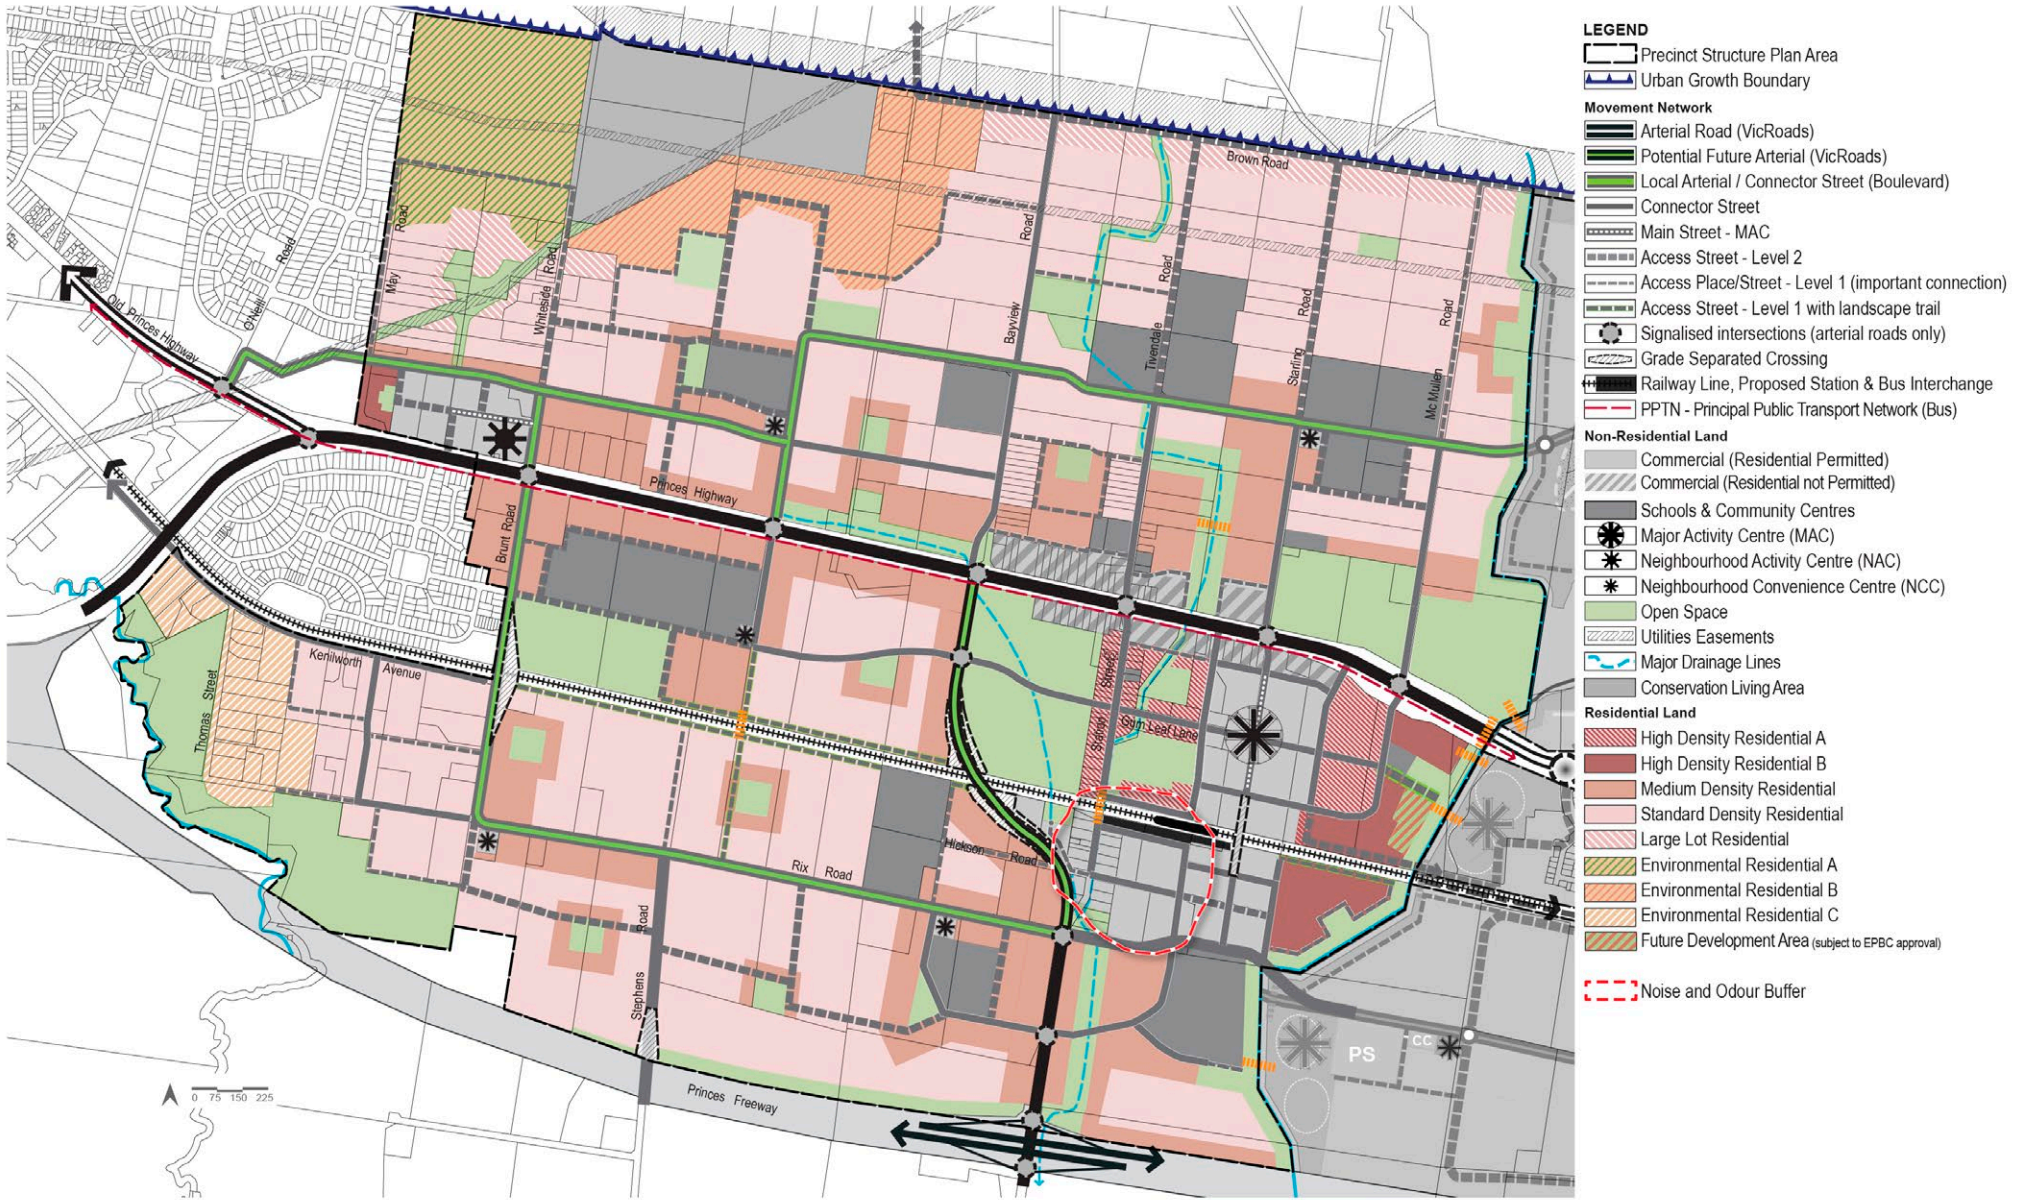 LEGEND
Precinct Structure Plan Area
Urban Growth Boundary
Movement Network
Arterial Road (VicRoads)
Potential Future Arterial (VicRoads)
Local Arterial / Connector Street (Boulevard)
Connector Street
Main Street - MAC
Access Street - Level 2
Access Place/Street - Level 1 (important connection)
Access Street - Level 1 with landscape trail
Signalised intersections (arterial roads only)
Grade Separated Crossing
Railway Line, Proposed Station & Bus Interchange
PPTN - Principal Public Transport Network (Bus)
Non-Residential Land
Commercial (Residential Permitted)
Commercial (Residential not Permitted)
Schools & Community Centres
Major Activity Centre (MAC)
Neighbourhood Activity Centre (NAC)
Neighbourhood Convenience Centre (NCC)
Open Space
Utilities Easements
Major Drainage Lines
Conservation Living Area
Residential Land
High Density Residential A
High Density Residential B
Medium Density Residential
Standard Density Residential
Large Lot Residential
Environmental Residential A
Environmental Residential B
Environmental Residential C
Future Development Area (subject to EPBC approval)
Noise and Odour Buffer
Brown Road
May Road
O'Neil Road
Old Princes Highway
Whiteside Road
Bayview Road
Tivendale Road
Starling Road
Mc Mullen Road
Princes Highway
Brunt Road
Kenilworth Avenue
Thomas Street
Station Street
Gum Leaf Lane
Hickson Road
Rix Road
Stephens Road
Princes Freeway
PS
CC
0 75 150 225